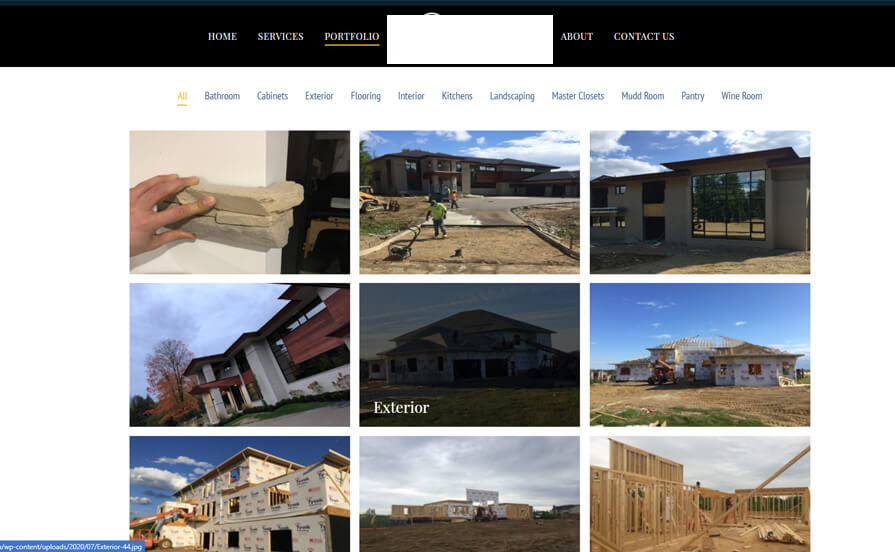 HOME SERVICES PORTFOLIO ABOUT CONTACT US
All Bathroom Cabinets Exterior Flooring Interior Kitchens Landscaping Master Closets Mudd Room Pantry Wine Room
Exterior
/wp-content/uploads/2020/07/Exterior-44.jpg